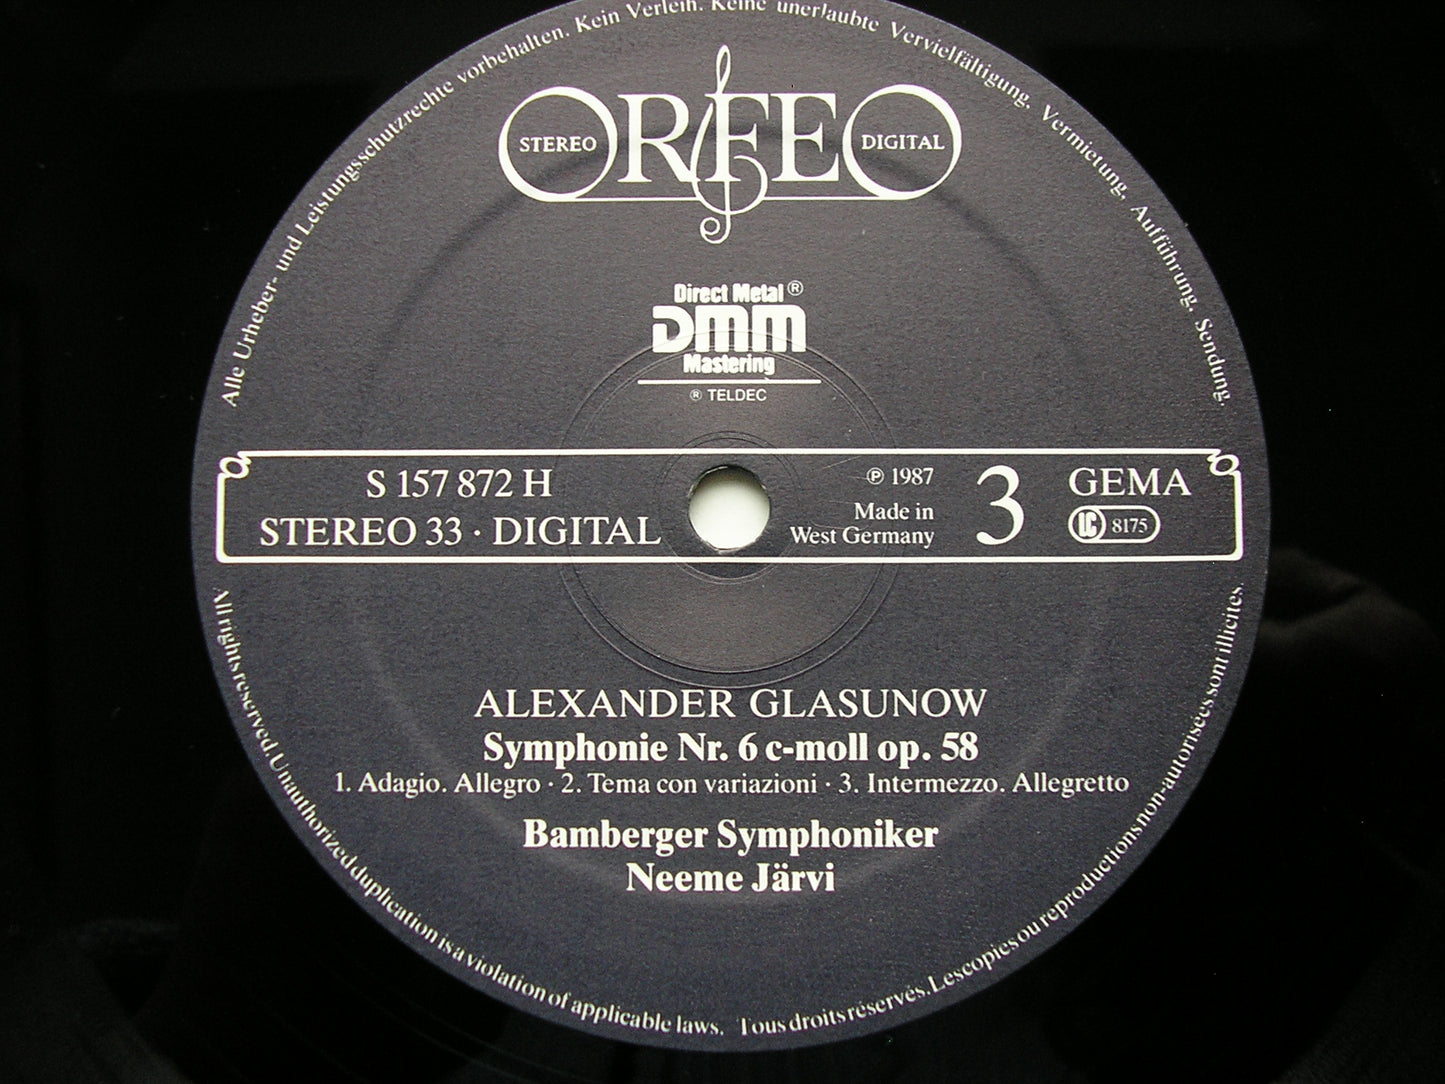 Alle Urheber- und Leistungsschutzrechte vorbehalten. Kein Verleih. Keine unerlaubte Vervielfältigung, Vermietung, Aufführung, Sendung.
ORFEO
STEREO
DIGITAL
Direct Metal ®
DMM
Mastering
® TELDEC
S 157 872 H
STEREO 33 · DIGITAL
℗ 1987
Made in
West Germany
3
GEMA
LC 8175
ALEXANDER GLASUNOW
Symphonie Nr. 6 c-moll op. 58
1. Adagio. Allegro · 2. Tema con variazioni · 3. Intermezzo. Allegretto
Bamberger Symphoniker
Neeme Järvi
All rights reserved. Unauthorized duplication is a violation of applicable laws. Tous droits réservés. Les copies ou reproductions non-autorisées sont illicites.